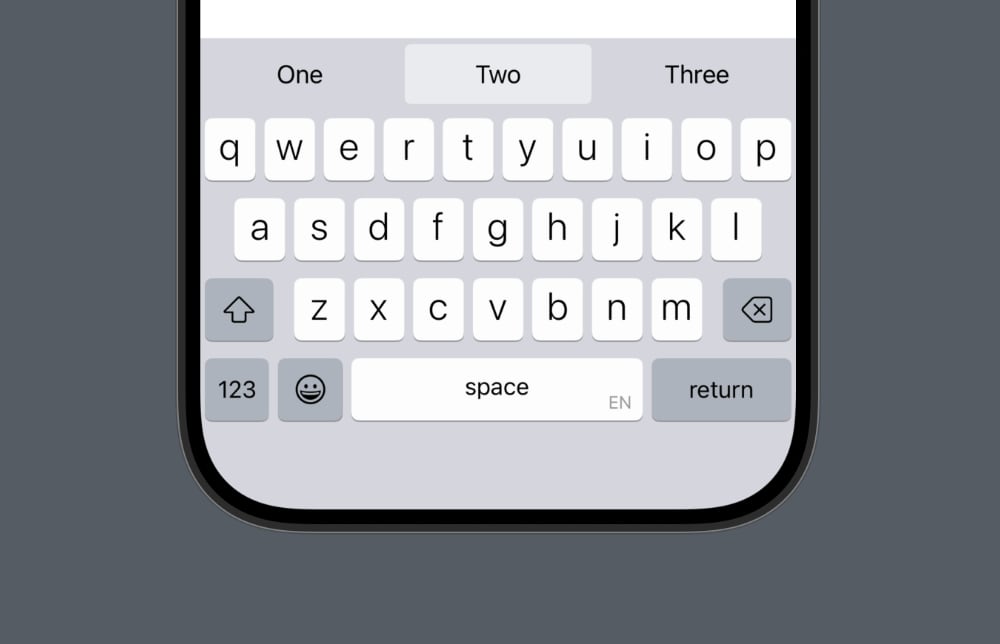 One Two Three
q w e r t y u i o p
a s d f g h j k l
z x c v b n m
123 space EN return